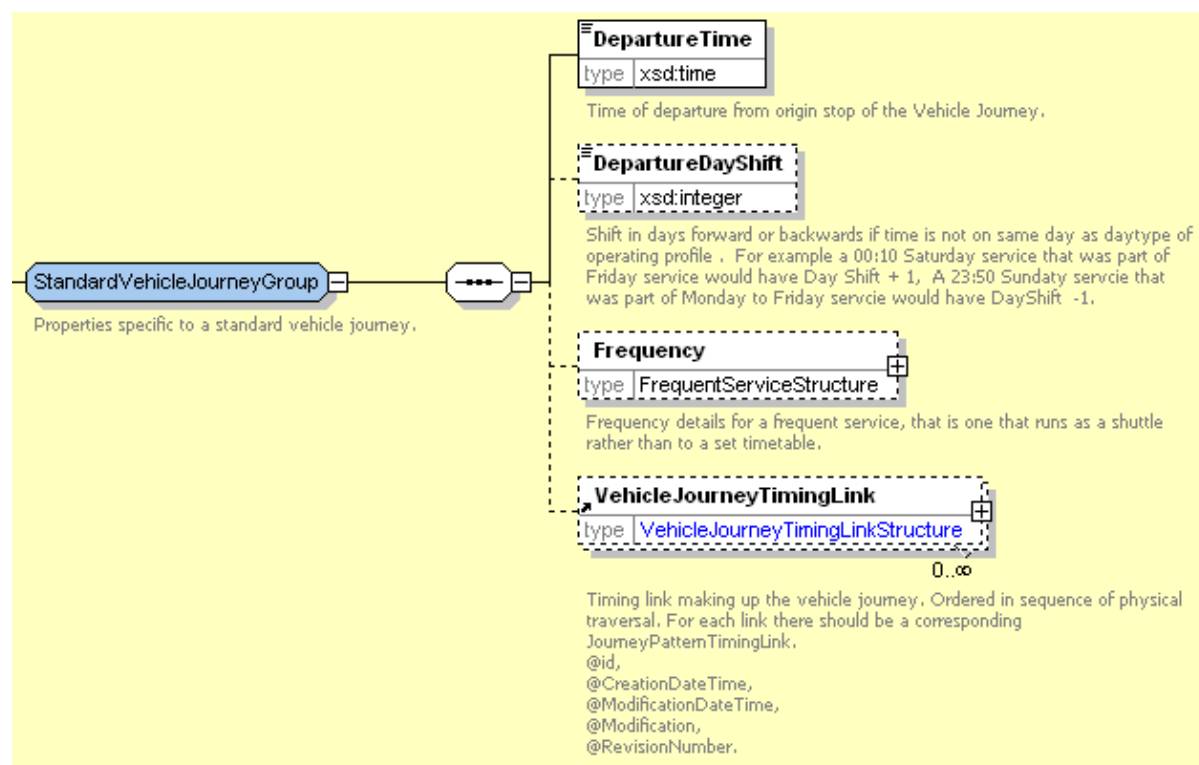 DepartureTime
type xsd:time
Time of departure from origin stop of the Vehicle Journey.
DepartureDayShift
type xsd:integer
Shift in days forward or backwards if time is not on same day as daytype of
operating profile . For example a 00:10 Saturday service that was part of
Friday service would have Day Shift + 1, A 23:50 Sundaty servcie that
was part of Monday to Friday servcie would have DayShift -1.
StandardVehicleJourneyGroup
Properties specific to a standard vehicle journey.
Frequency
type FrequentServiceStructure
Frequency details for a frequent service, that is one that runs as a shuttle
rather than to a set timetable.
VehicleJourneyTimingLink
type VehicleJourneyTimingLinkStructure
0..∞
Timing link making up the vehicle journey. Ordered in sequence of physical
traversal. For each link there should be a corresponding
JourneyPatternTimingLink.
@id,
@CreationDateTime,
@ModificationDateTime,
@Modification,
@RevisionNumber.